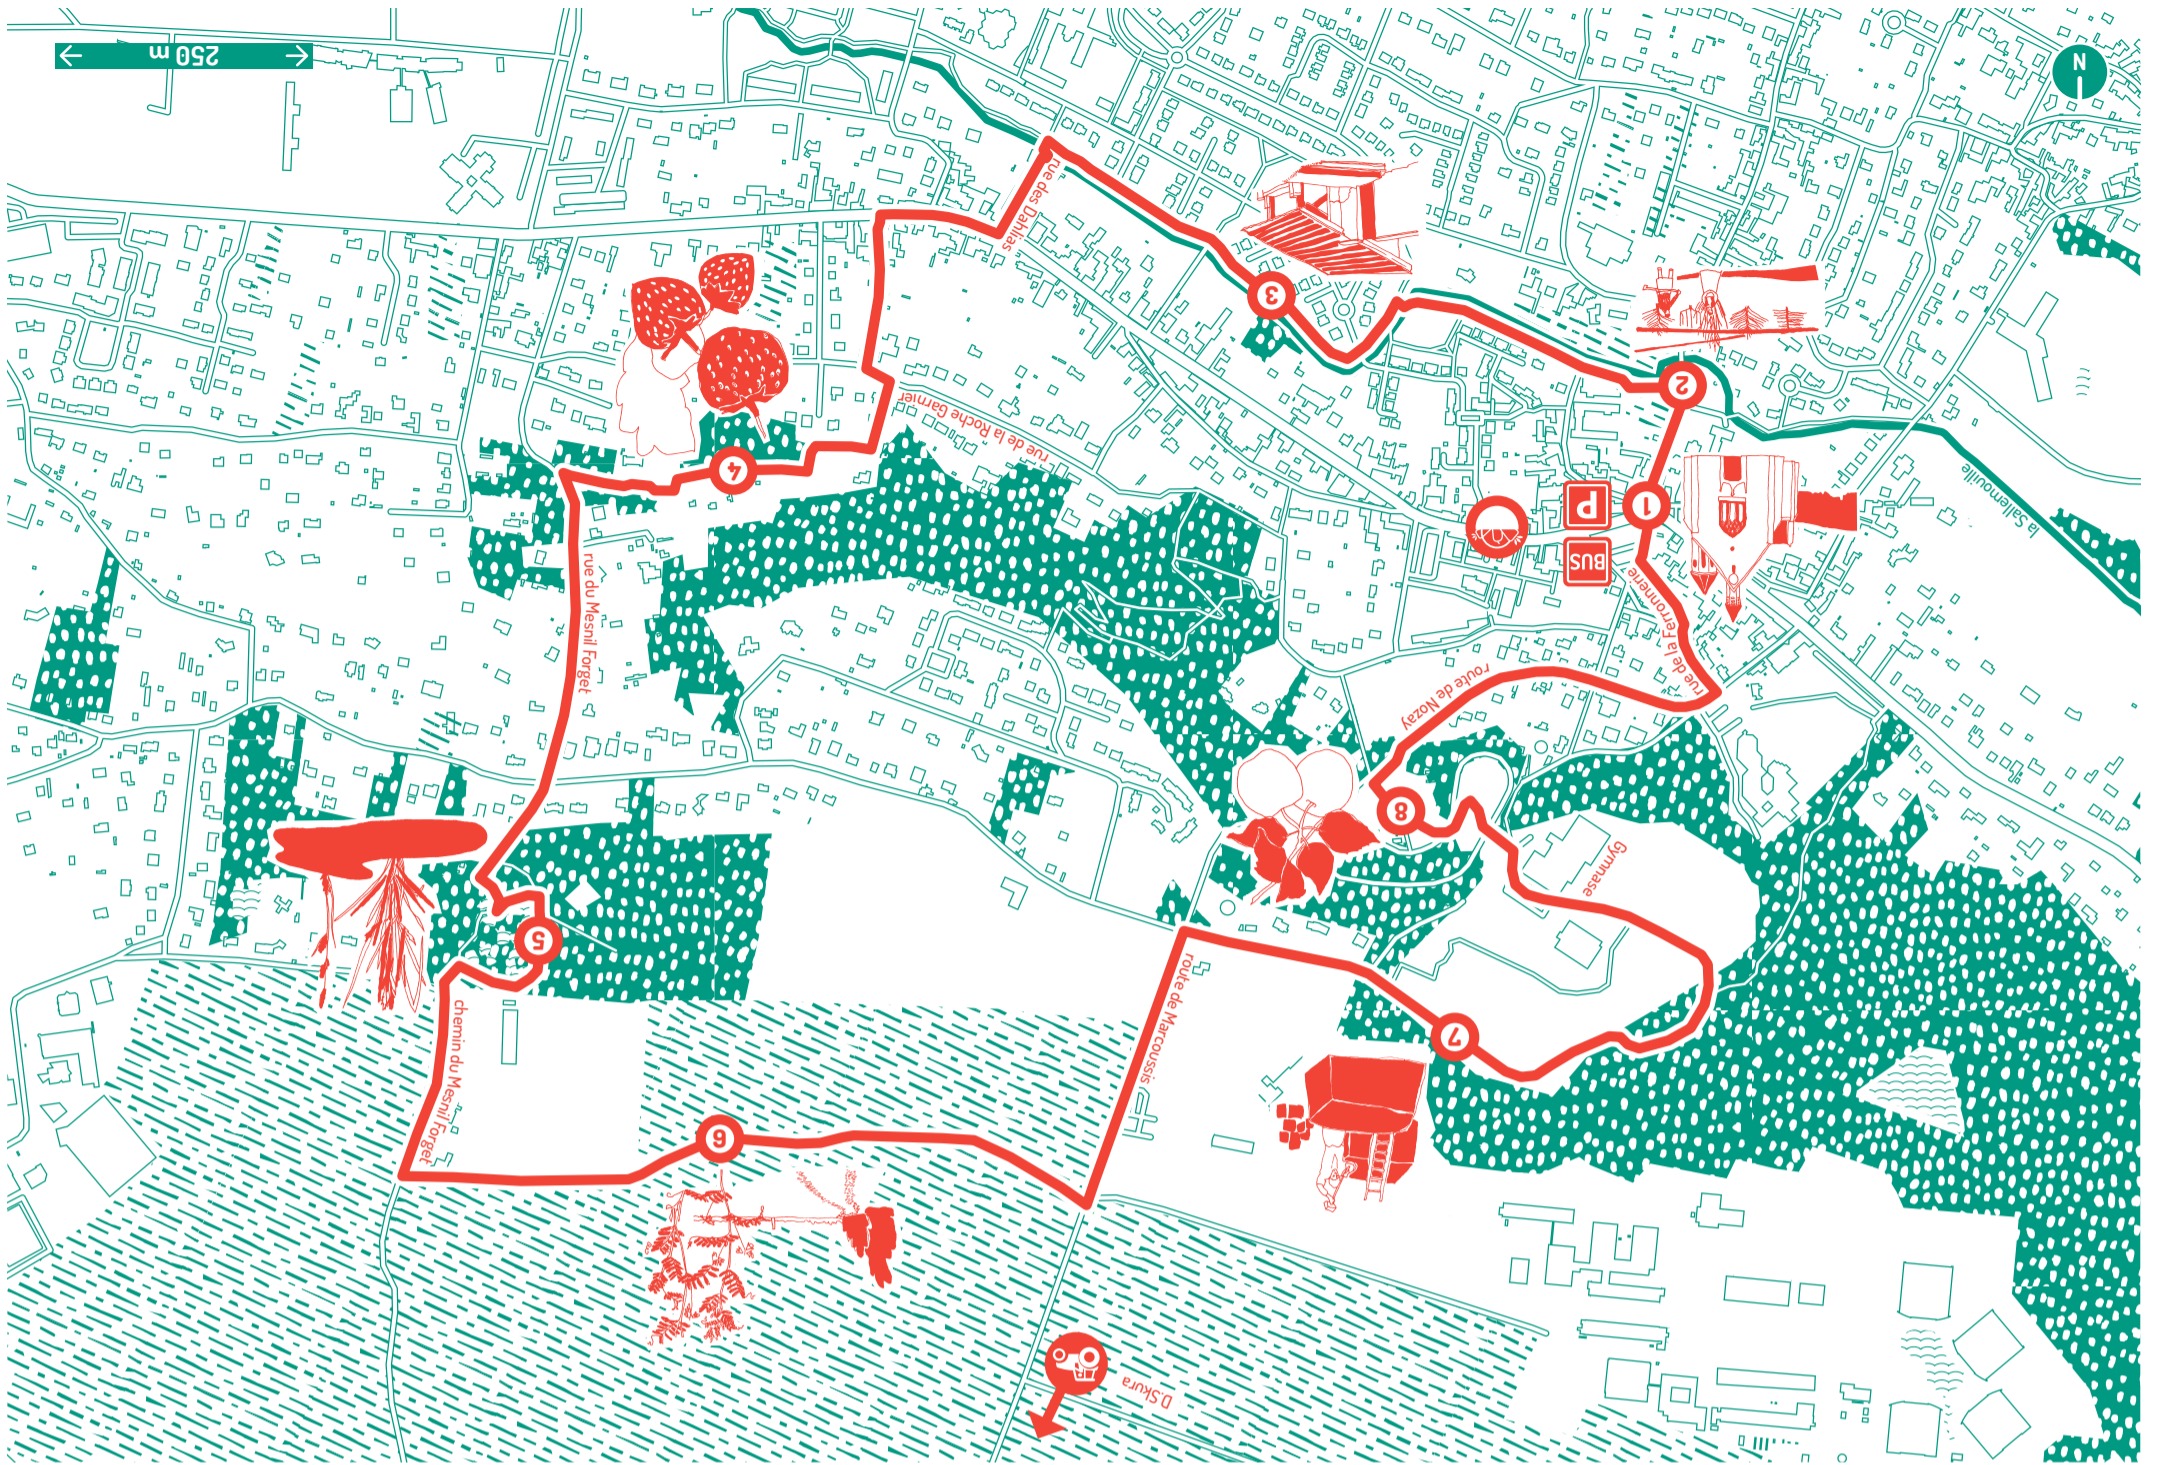 250 m
N
rue des Dahlias
3
2
rue de la Roche Garnier
4
1
P
BUS
la Sallemouille
rue du Mesnil Forget
rue de la Ferronnerie
route de Nozay
8
Gymnase
5
route de Marcoussis
chemin du Mesnil Forget
7
6
D.Skura